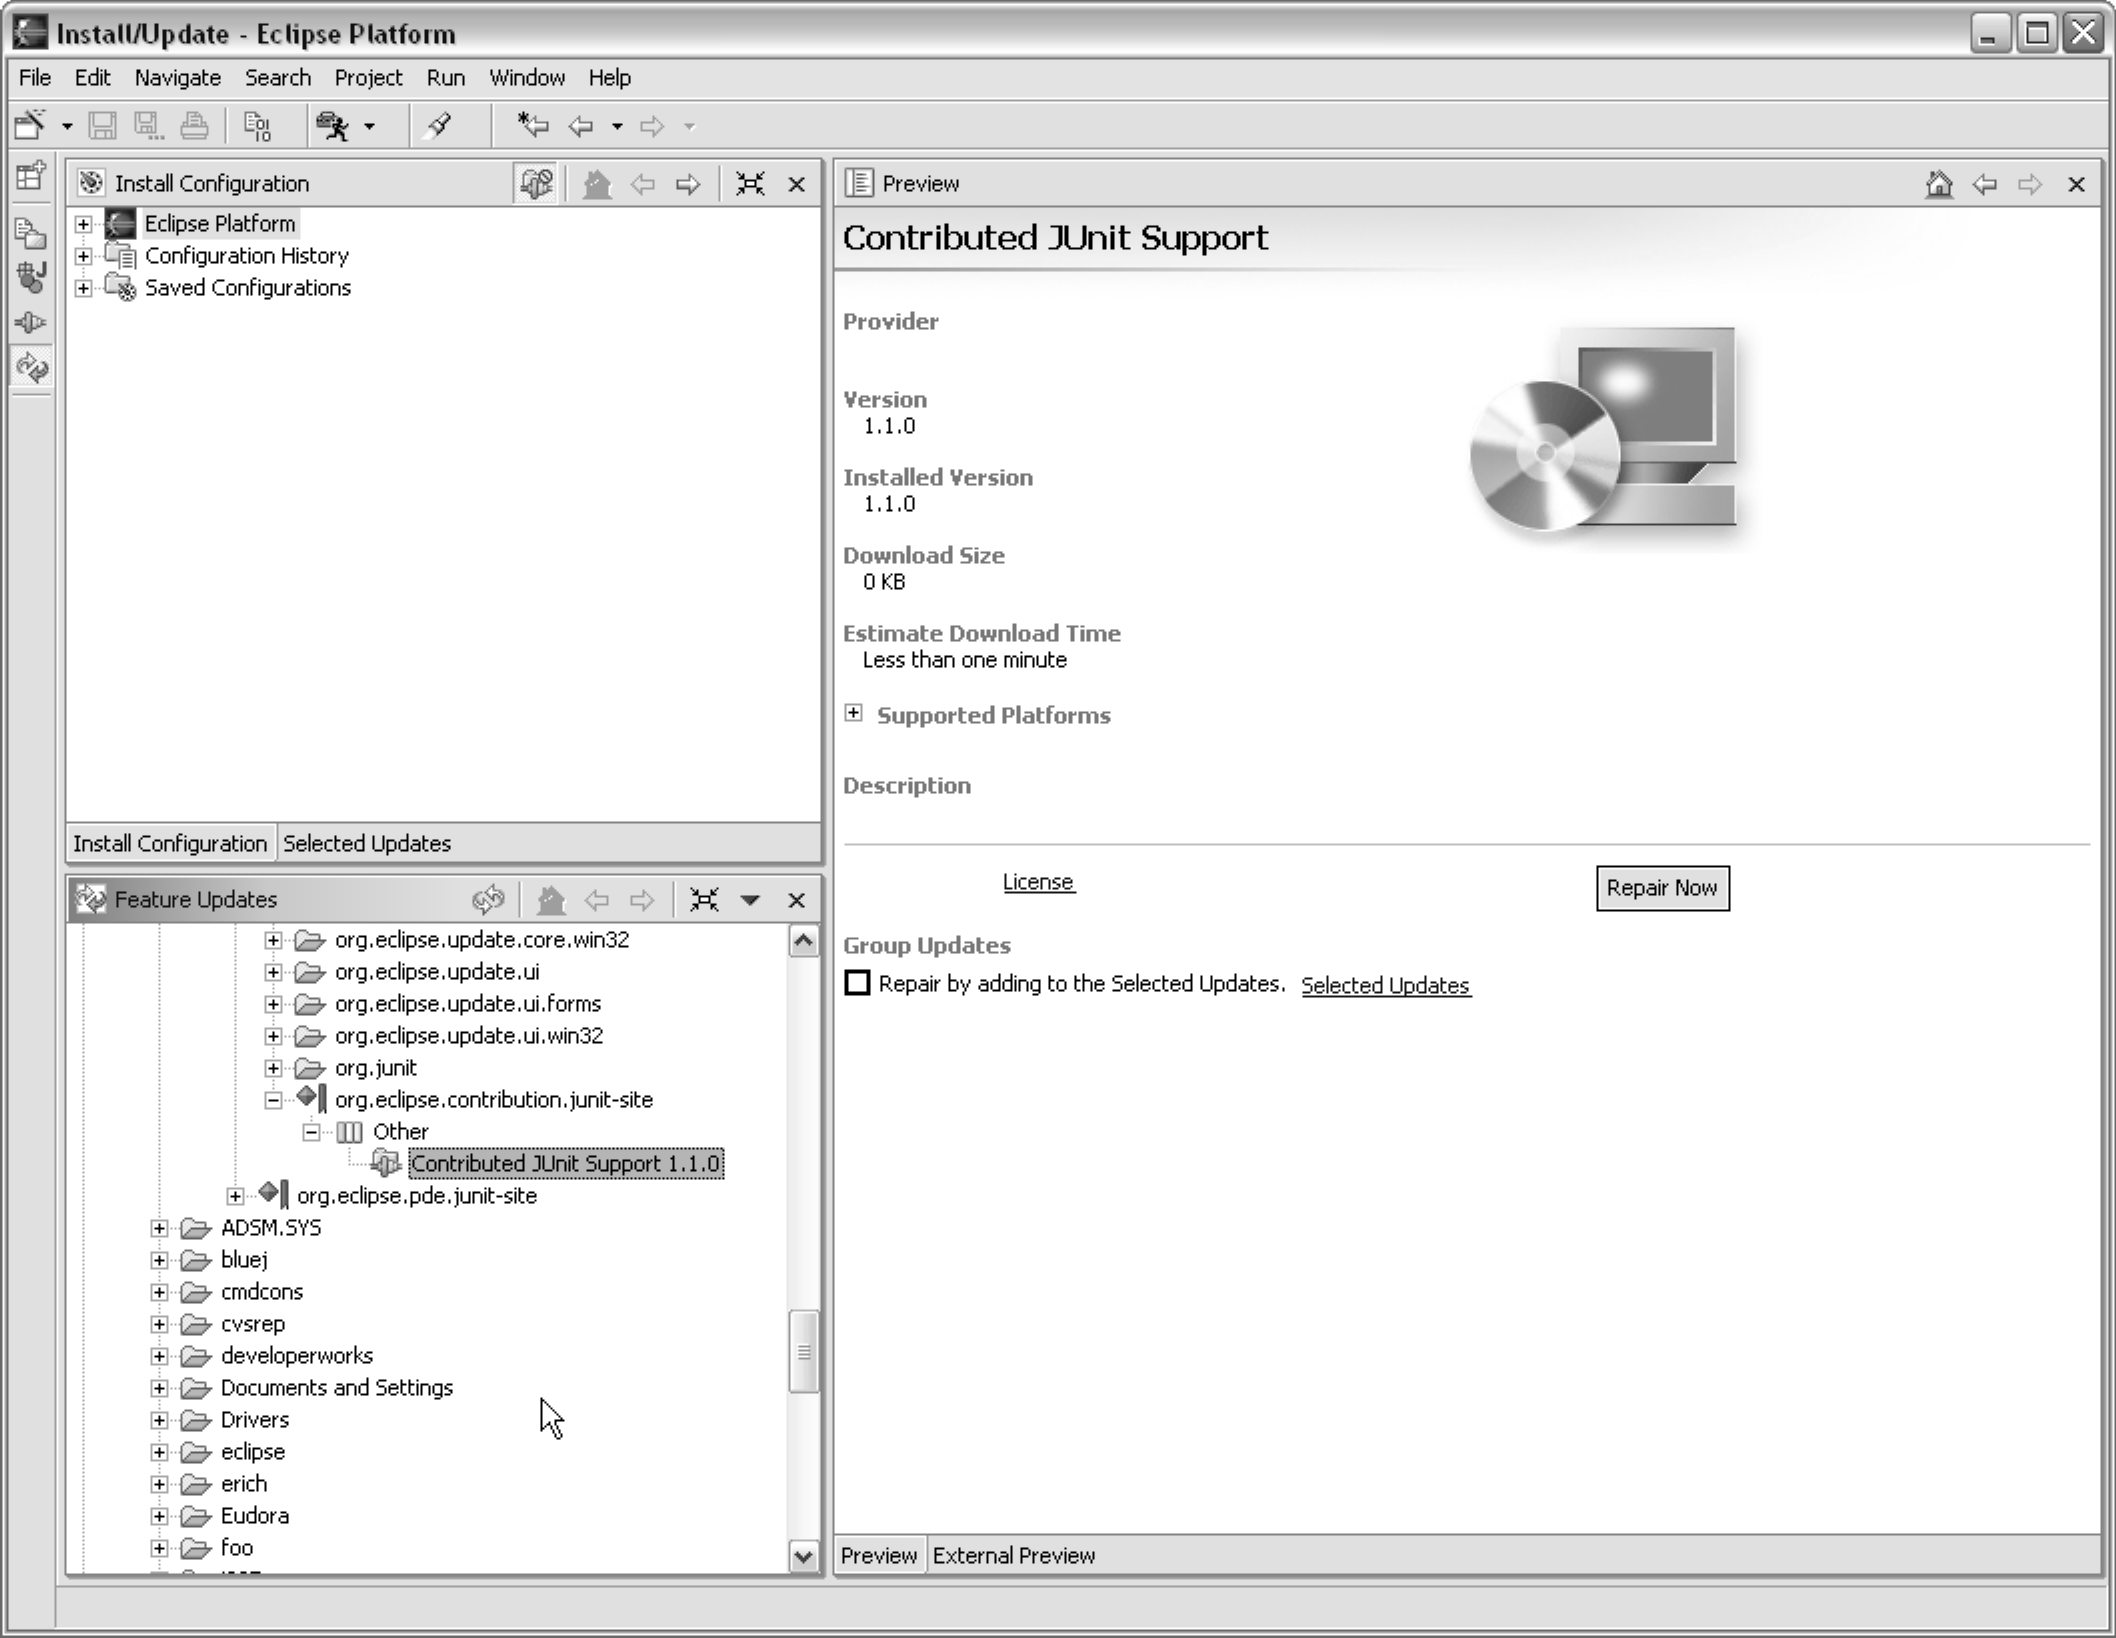 Install/Update - Eclipse Platform
File Edit Navigate Search Project Run Window Help
Install Configuration
Eclipse Platform
Configuration History
Saved Configurations
Install Configuration Selected Updates
Feature Updates
org.eclipse.update.core.win32
org.eclipse.update.ui
org.eclipse.update.ui.forms
org.eclipse.update.ui.win32
org.junit
org.eclipse.contribution.junit-site
Other
Contributed JUnit Support 1.1.0
org.eclipse.pde.junit-site
ADSM.SYS
bluej
cmdcons
cvsrep
developerworks
Documents and Settings
Drivers
eclipse
erich
Eudora
foo
Preview
Contributed JUnit Support
Provider
Version
1.1.0
Installed Version
1.1.0
Download Size
0 KB
Estimate Download Time
Less than one minute
Supported Platforms
Description
License
Repair Now
Group Updates
Repair by adding to the Selected Updates. Selected Updates
Preview External Preview